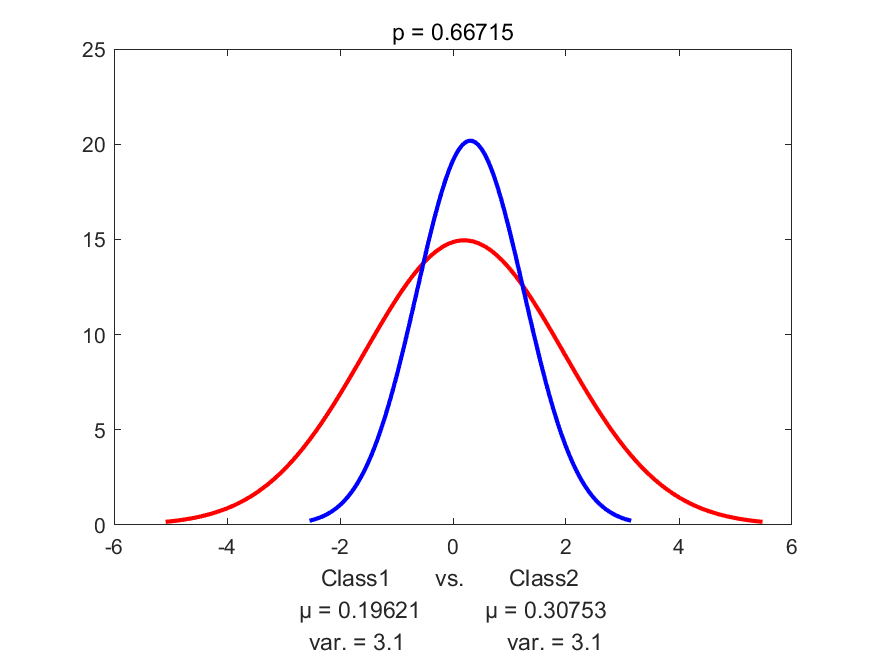 p = 0.66715
25
20
15
10
5
0
-6 -4 -2 0 2 4 6
Class1 vs. Class2
μ = 0.19621 μ = 0.30753
var. = 3.1 var. = 3.1